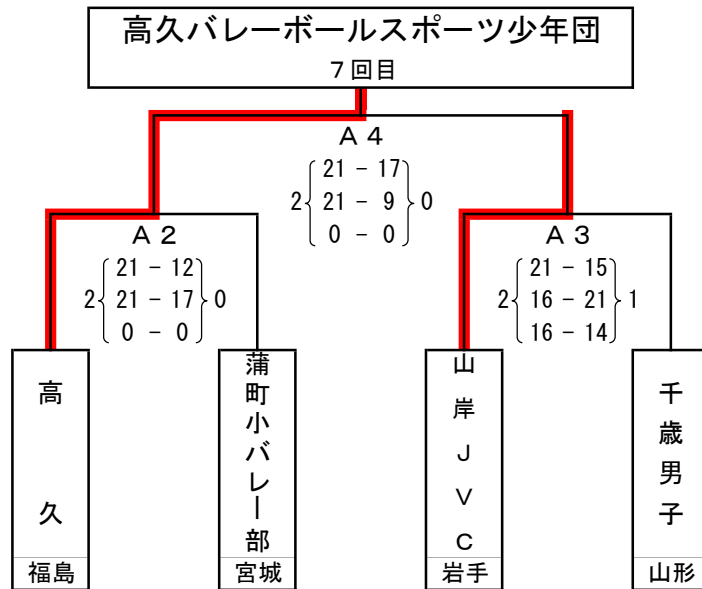 高久バレーボールスポーツ少年団
7回目
A4
2 { 21 - 17 } 0
21 - 9
0 - 0
A2
2 { 21 - 12 } 0
21 - 17
0 - 0
A3
2 { 21 - 15 } 1
16 - 21
16 - 14
高久
福島
蒲町小バレー部
宮城
山岸JVC
岩手
千歳男子
山形